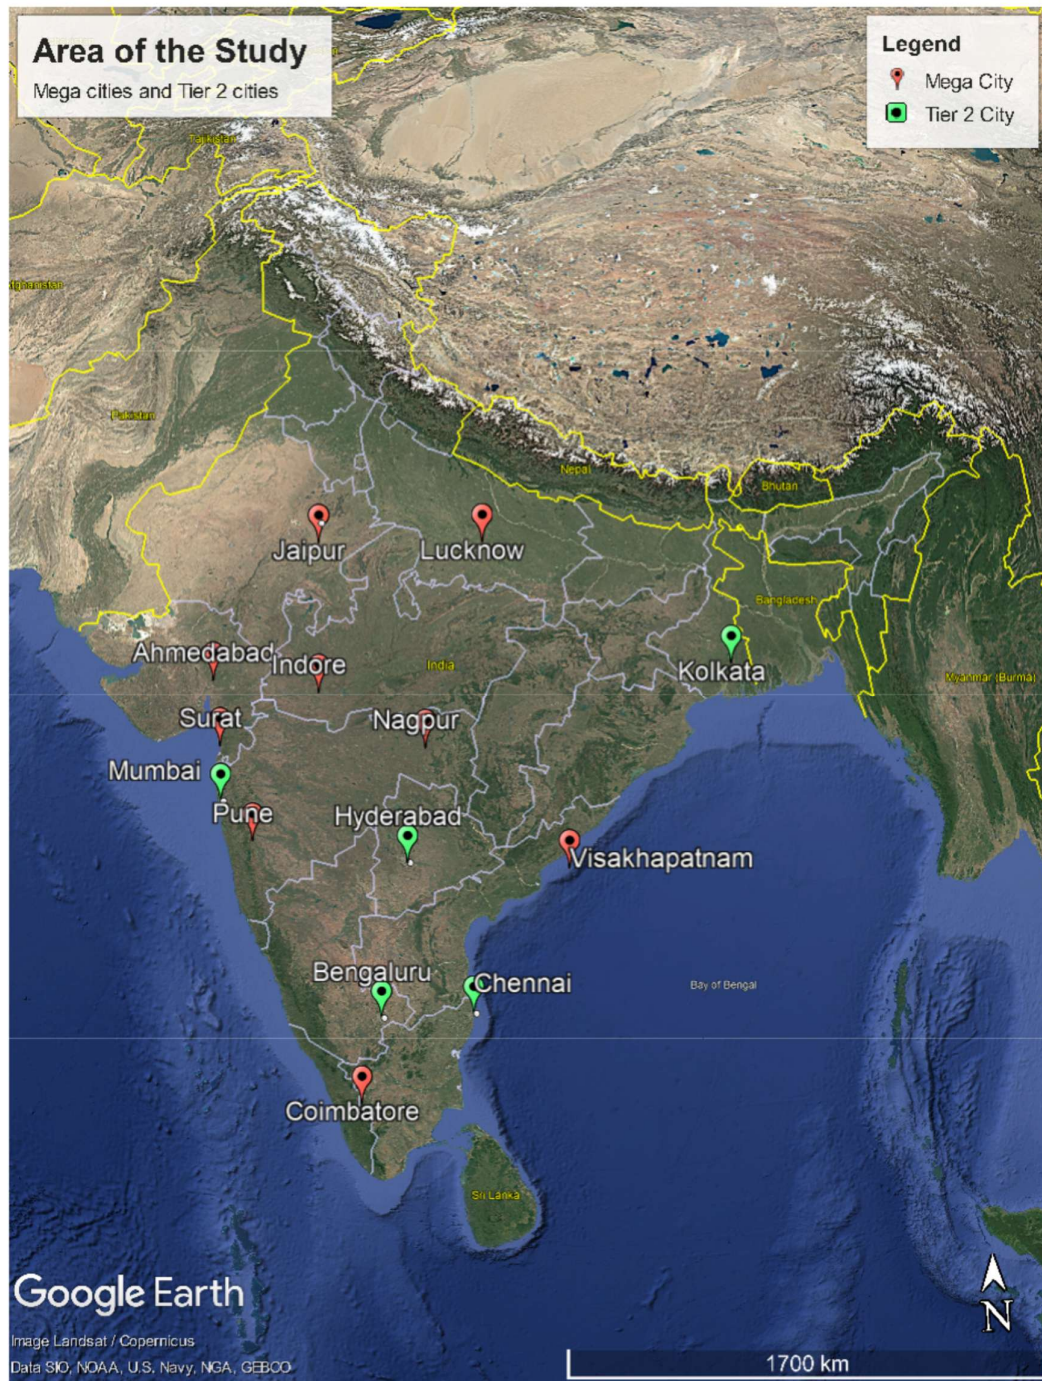 Area of the Study
Mega cities and Tier 2 cities
Legend
Mega City
Tier 2 City
Tajikistan
Afghanistan
Pakistan
Nepal
Bhutan
Jaipur
Lucknow
Bangladesh
Ahmedabad
Indore
India
Kolkata
Myanmar (Burma)
Surat
Nagpur
Mumbai
Pune
Hyderabad
Visakhapatnam
Bengaluru
Chennai
Bay of Bengal
Coimbatore
Sri Lanka
Google Earth
N
Image Landsat / Copernicus
Data SIO, NOAA, U.S. Navy, NGA, GEBCO
1700 km